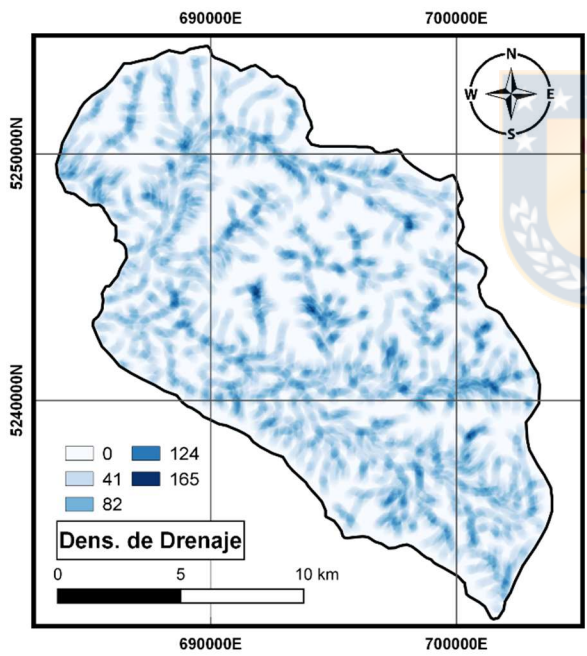 690000E 700000E
N
W E
S
5250000N
5240000N
0 124
41 165
82
Dens. de Drenaje
0 5 10 km
690000E 700000E